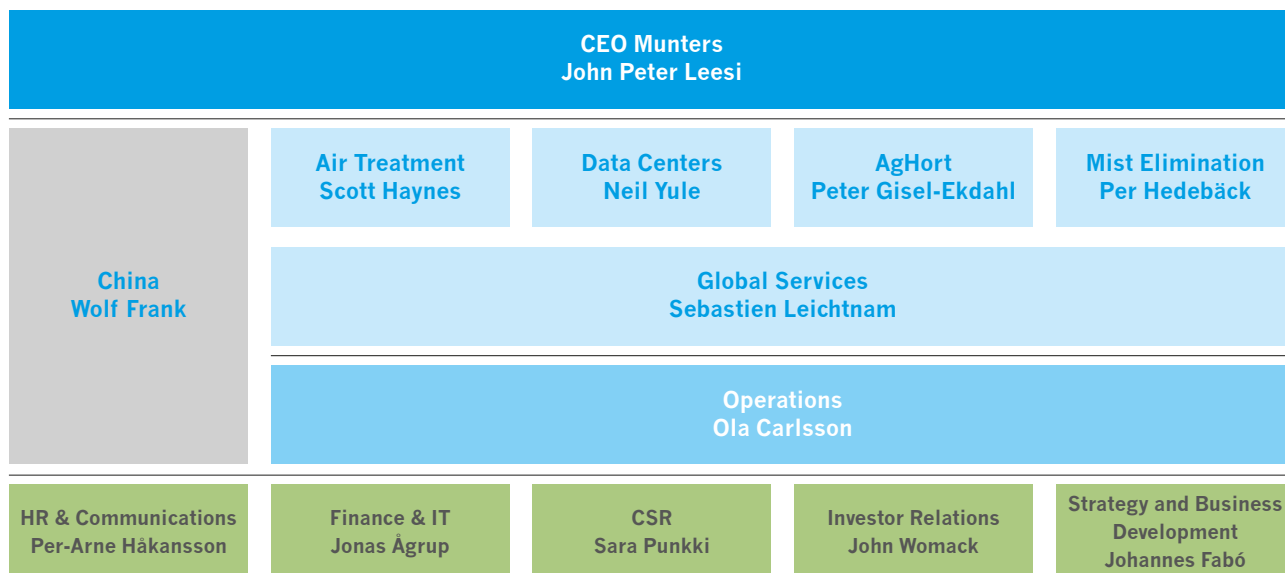 CEO Munters
John Peter Leesi
Air Treatment
Scott Haynes
Data Centers
Neil Yule
AgHort
Peter Gisel-Ekdahl
Mist Elimination
Per Hedebäck
China
Wolf Frank
Global Services
Sebastien Leichtnam
Operations
Ola Carlsson
HR & Communications
Per-Arne Håkansson
Finance & IT
Jonas Ågrup
CSR
Sara Punkki
Investor Relations
John Womack
Strategy and Business
Development
Johannes Fabó